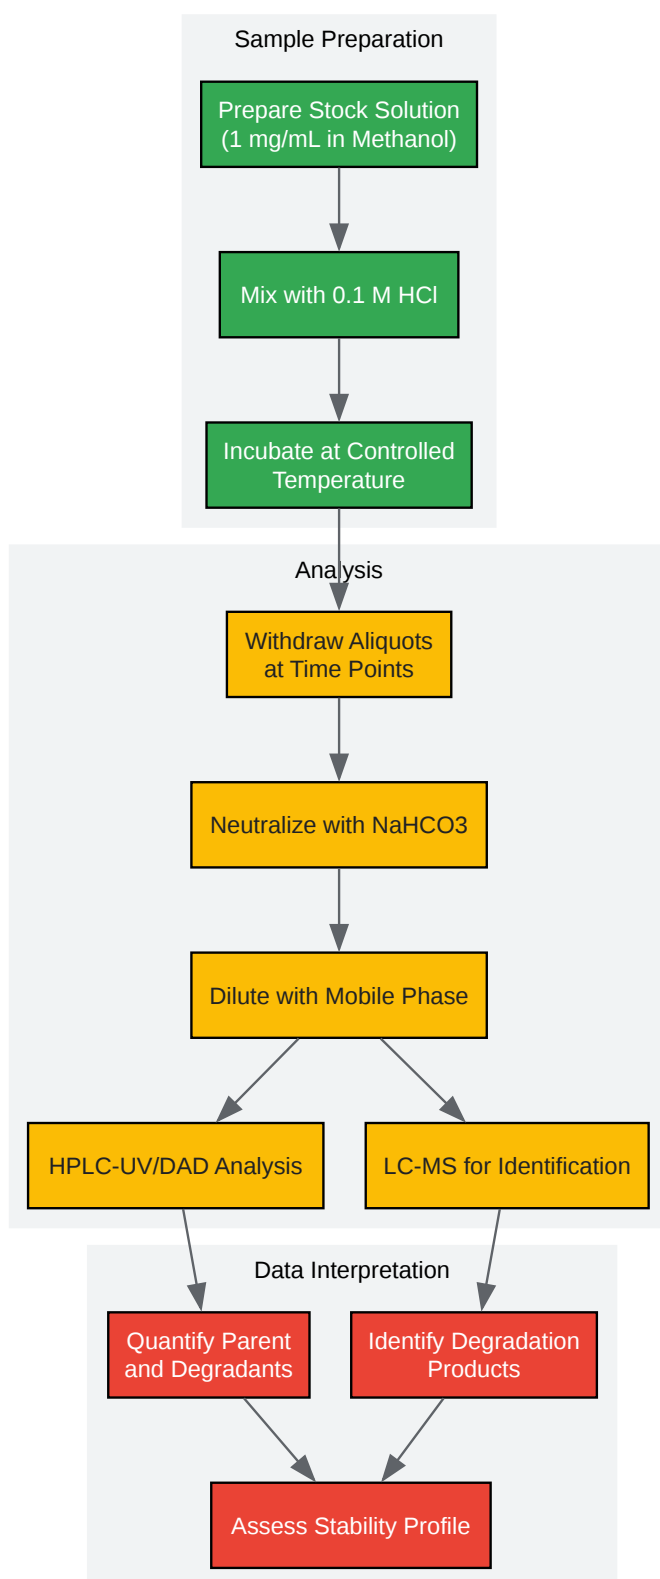 Sample Preparation
Prepare Stock Solution
(1 mg/mL in Methanol)
Mix with 0.1 M HCl
Incubate at Controlled
Temperature
Analysis
Withdraw Aliquots
at Time Points
Neutralize with NaHCO3
Dilute with Mobile Phase
HPLC-UV/DAD Analysis
LC-MS for Identification
Data Interpretation
Quantify Parent
and Degradants
Identify Degradation
Products
Assess Stability Profile